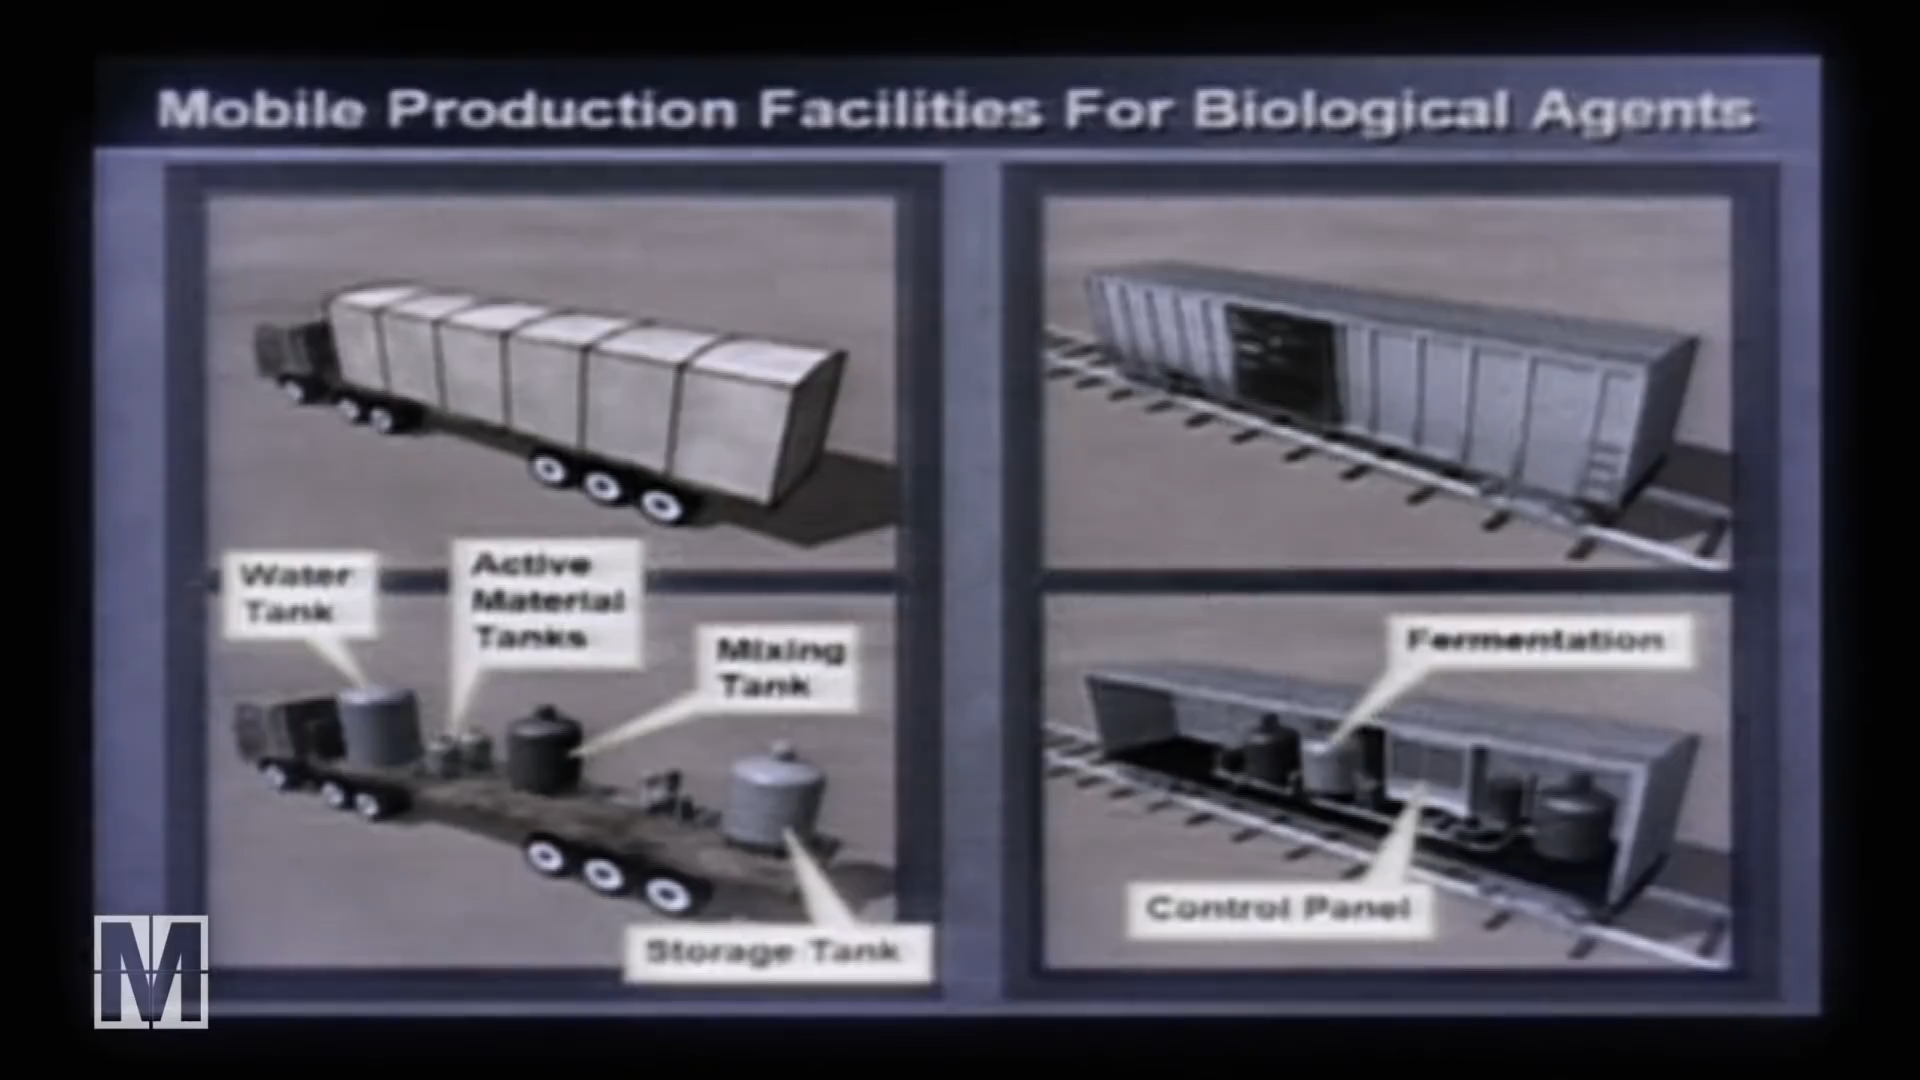 Mobile Production Facilities For Biological Agents
Water
Tank
Active
Material
Tanks
Mixing
Tank
Storage Tank
Fermentation
Control Panel
M